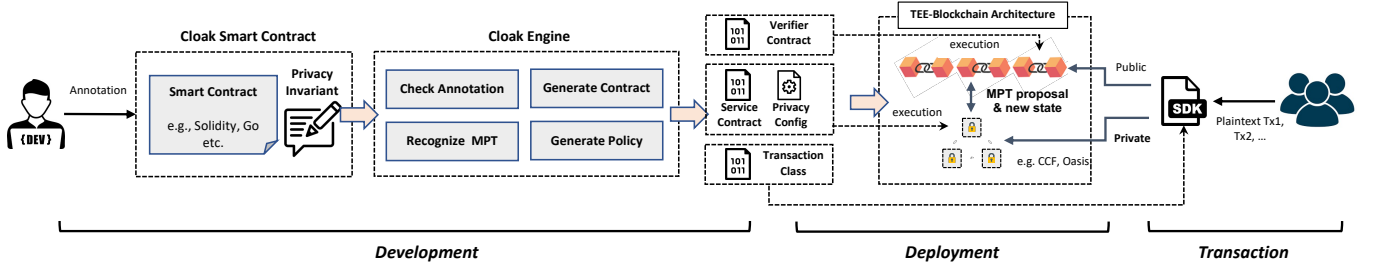 {DEV}
Annotation
Cloak Smart Contract
Smart Contract
e.g., Solidity, Go
etc.
Privacy
Invariant
Cloak Engine
Check Annotation
Generate Contract
Recognize MPT
Generate Policy
101
011
Verifier
Contract
101
011
Service
Contract
Privacy
Config
101
011
Transaction
Class
TEE-Blockchain Architecture
execution
MPT proposal
& new state
execution
e.g. CCF, Oasis
Public
Private
SDK
Plaintext Tx1,
Tx2, ...
Development
Deployment
Transaction